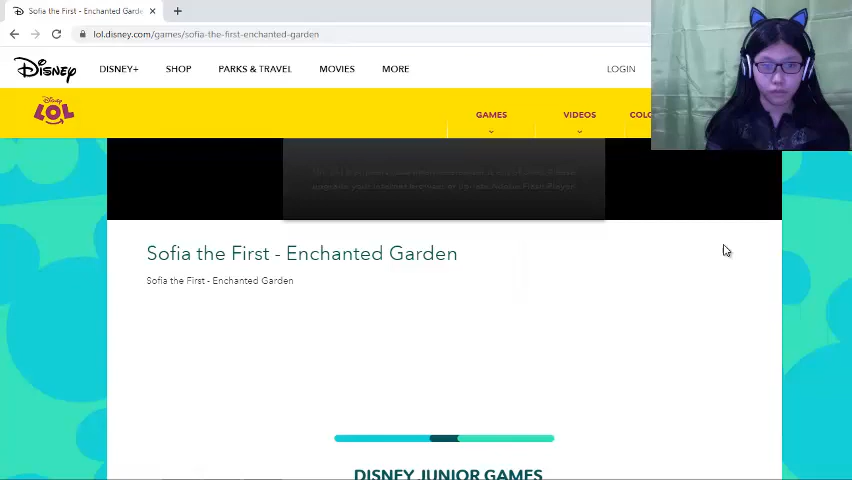 Sofia the First - Enchanted Gard
lol.disney.com/games/sofia-the-first-enchanted-garden
Disney
DISNEY+
SHOP
PARKS & TRAVEL
MOVIES
MORE
LOGIN
Disney
LOL
GAMES
VIDEOS
COLO
Sofia the First - Enchanted Garden
Sofia the First - Enchanted Garden
DISNEY JUNIOR GAMES